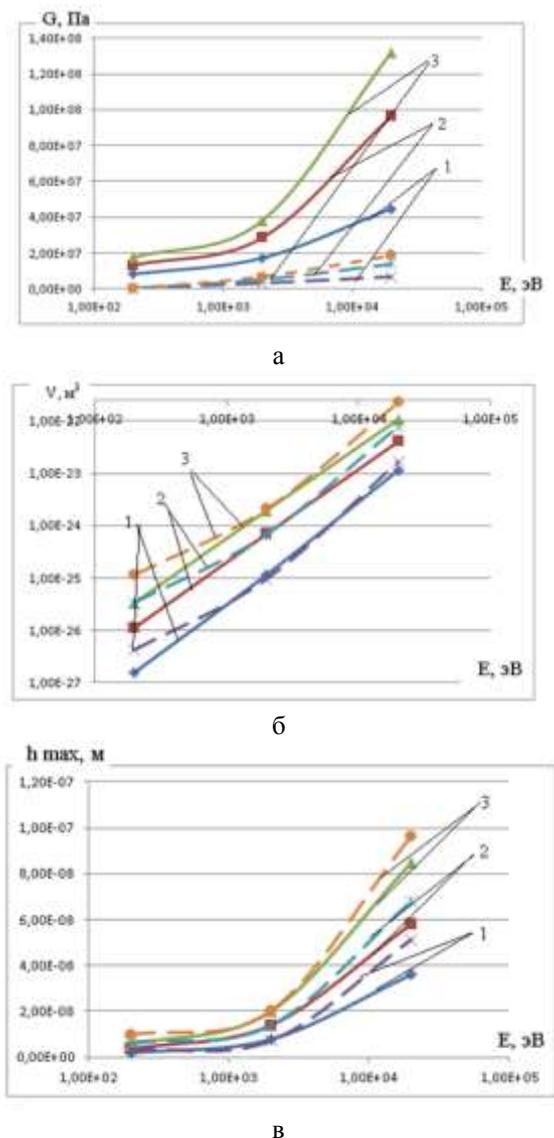 G, Па
1,40E+08
1,20E+08
1,00E+08
8,00E+07
6,00E+07
4,00E+07
2,00E+07
0,00E+00
3
2
1
1,00E+02 1,00E+03 1,00E+04 1,00E+05
E, эВ
а
V, м³
1,00E+02 1,00E+03 1,00E+04 1,00E+05
1,00E-22
1,00E-23
1,00E-24
1,00E-25
1,00E-26
1,00E-27
3
2
1
E, эВ
б
h max, м
1,20E-07
1,00E-07
8,00E-08
6,00E-08
4,00E-08
2,00E-08
0,00E+00
3
2
1
E, эВ
1,00E+02 1,00E+03 1,00E+04 1,00E+05
в